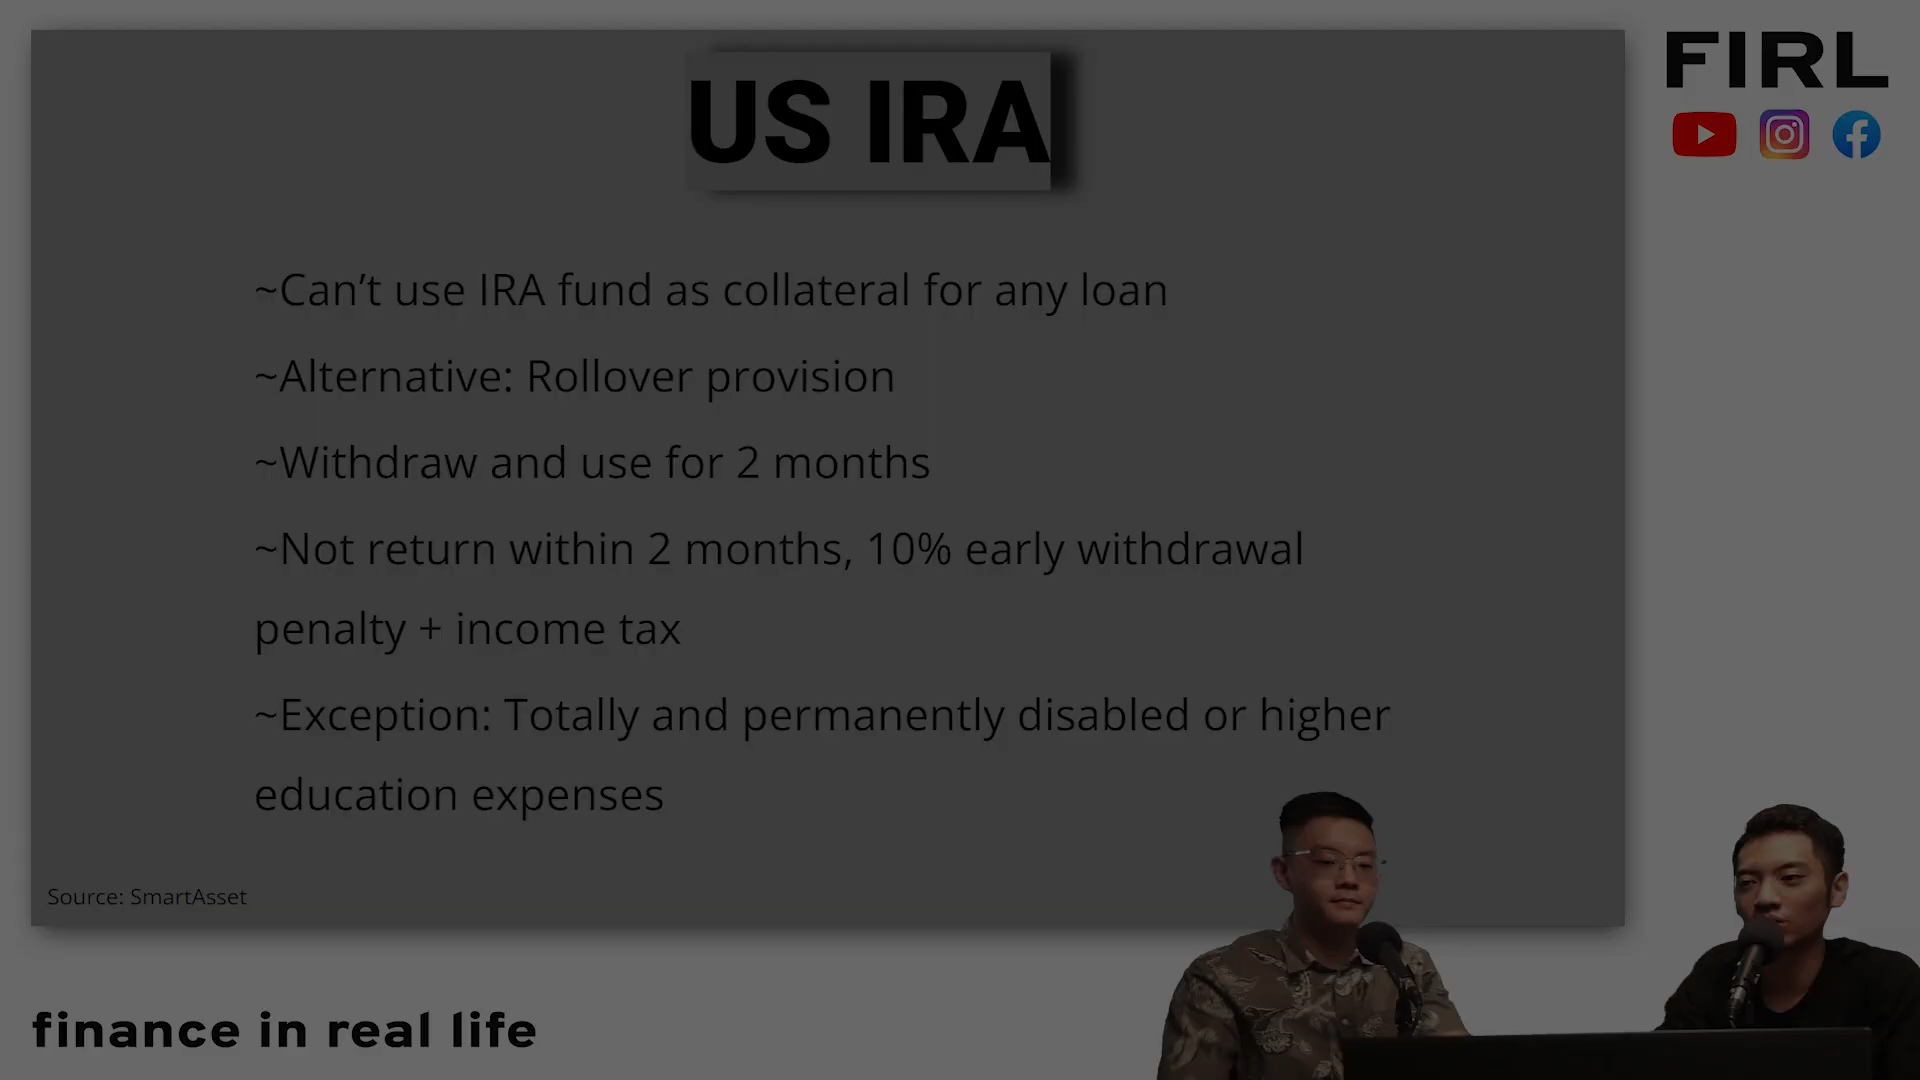 US IRA
FIRL
~Can’t use IRA fund as collateral for any loan
~Alternative: Rollover provision
~Withdraw and use for 2 months
~Not return within 2 months, 10% early withdrawal
penalty + income tax
~Exception: Totally and permanently disabled or higher
education expenses
Source: SmartAsset
finance in real life